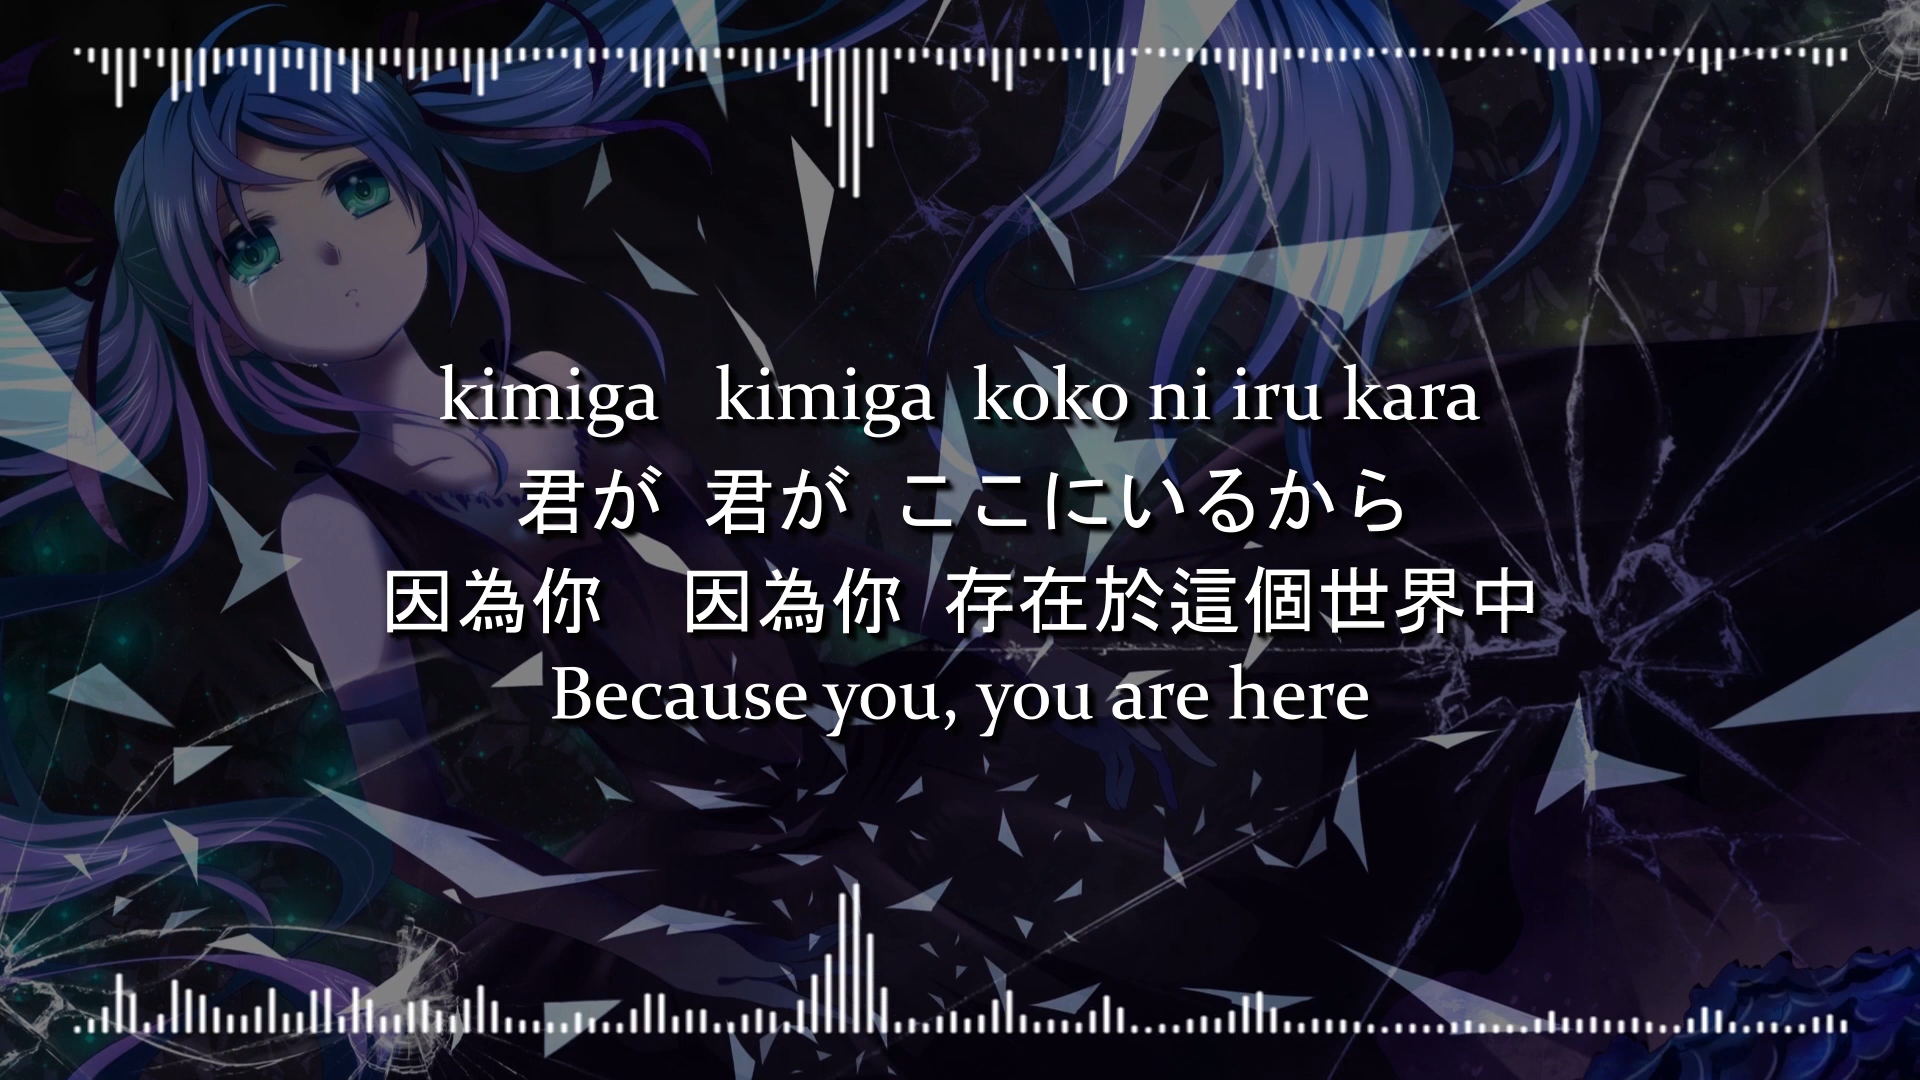 kimiga kimiga koko ni iru kara
君が 君が ここにいるから
因為你 因為你 存在於這個世界中
Because you, you are here